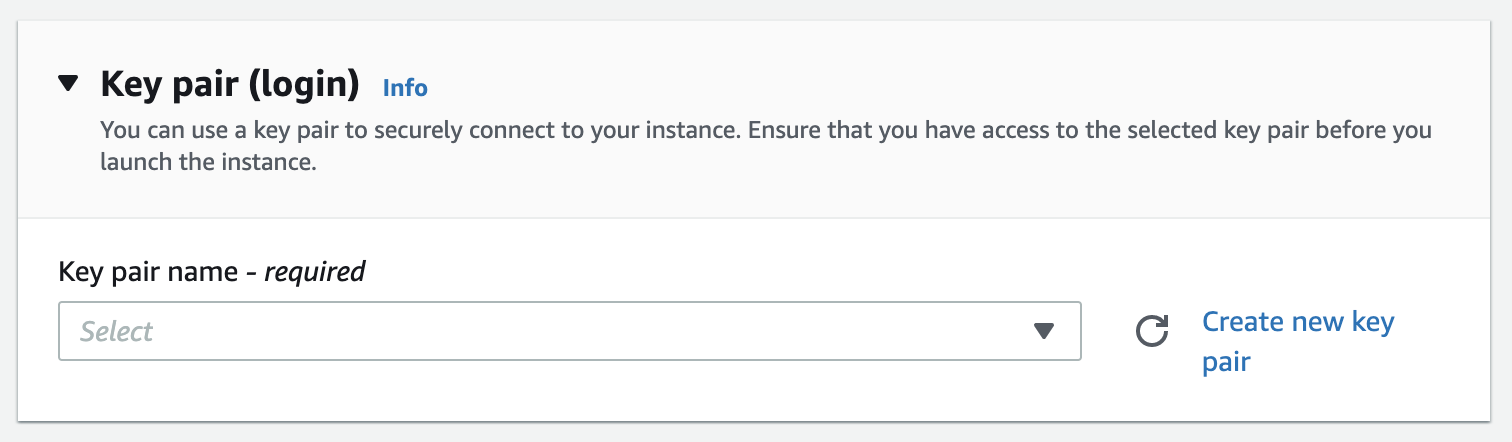 Key pair (login) Info
You can use a key pair to securely connect to your instance. Ensure that you have access to the selected key pair before you
launch the instance.
Key pair name - required
Select
Create new key
pair